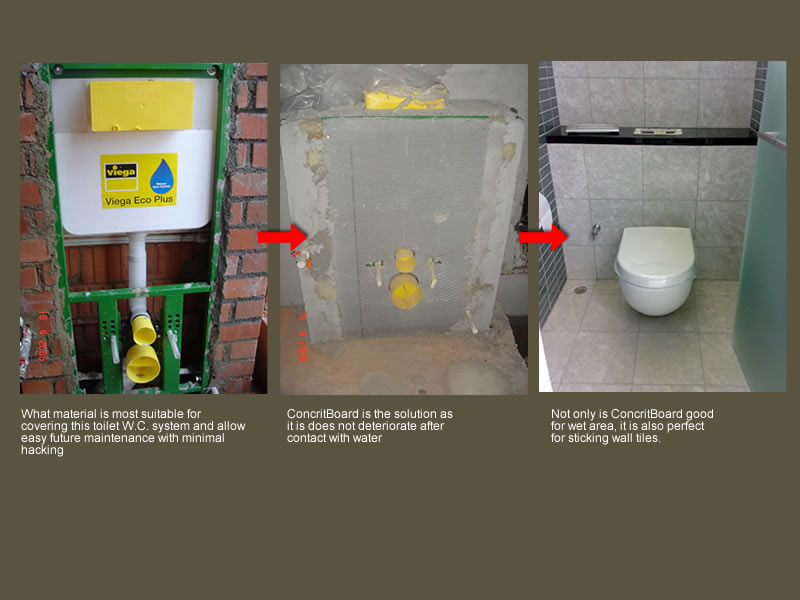 viega
Viega Eco Plus
What material is most suitable for
covering this toilet W.C. system and allow
easy future maintenance with minimal
hacking
ConcritBoard is the solution as
it is does not deteriorate after
contact with water
Not only is ConcritBoard good
for wet area, it is also perfect
for sticking wall tiles.